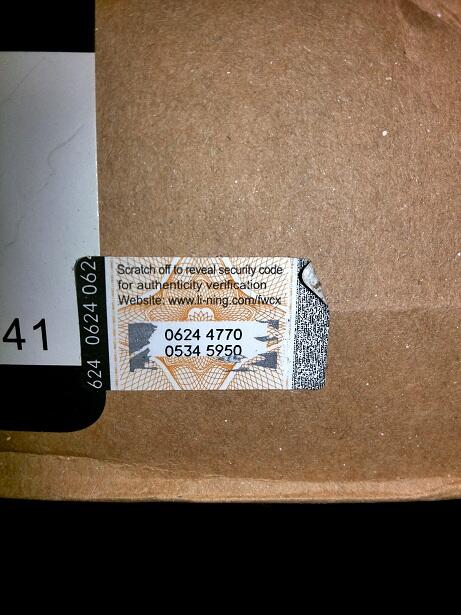 Scratch off to reveal security code
for authenticity verification
Website: www.li-ning.com/fwcx
0624 4770
0534 5950
624 0624 062
41